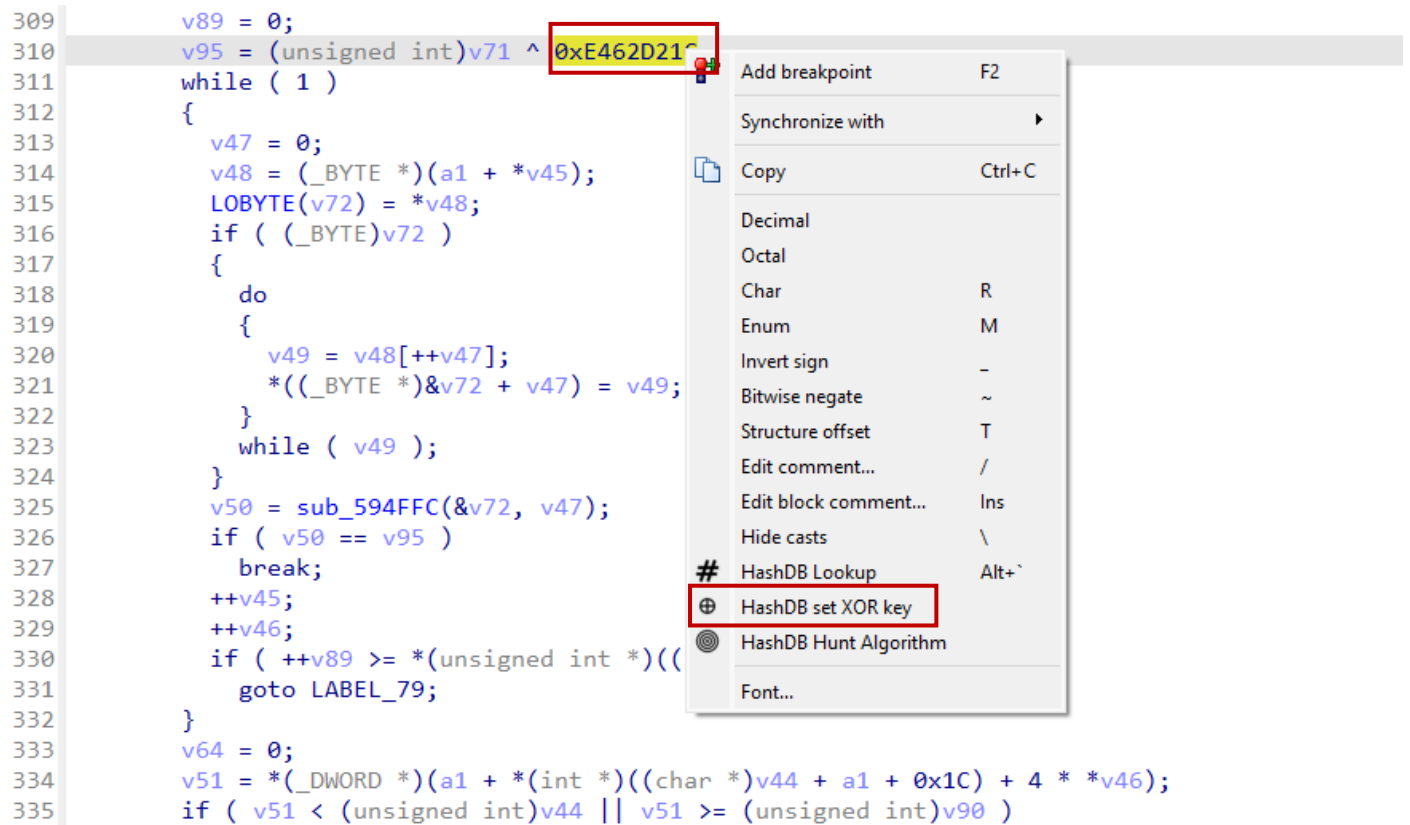 309 v89 = 0;
310 v95 = (unsigned int)v71 ^ 0xE462D21
311 while ( 1 )
312 {
313 v47 = 0;
314 v48 = (_BYTE *)(a1 + *v45);
315 LOBYTE(v72) = *v48;
316 if ( (_BYTE)v72 )
317 {
318 do
319 {
320 v49 = v48[++v47];
321 *((_BYTE *)&v72 + v47) = v49;
322 }
323 while ( v49 );
324 }
325 v50 = sub_594FFC(&v72, v47);
326 if ( v50 == v95 )
327 break;
328 ++v45;
329 ++v46;
330 if ( ++v89 >= *(unsigned int *)((
331 goto LABEL_79;
332 }
333 v64 = 0;
334 v51 = *(_DWORD *)(a1 + *(int *)((char *)v44 + a1 + 0x1C) + 4 * *v46);
335 if ( v51 < (unsigned int)v44 || v51 >= (unsigned int)v90 )
Add breakpoint F2
Synchronize with
Copy Ctrl+C
Decimal
Octal
Char R
Enum M
Invert sign _
Bitwise negate ~
Structure offset T
Edit comment... /
Edit block comment... Ins
Hide casts \
# HashDB Lookup Alt+`
HashDB set XOR key
HashDB Hunt Algorithm
Font...